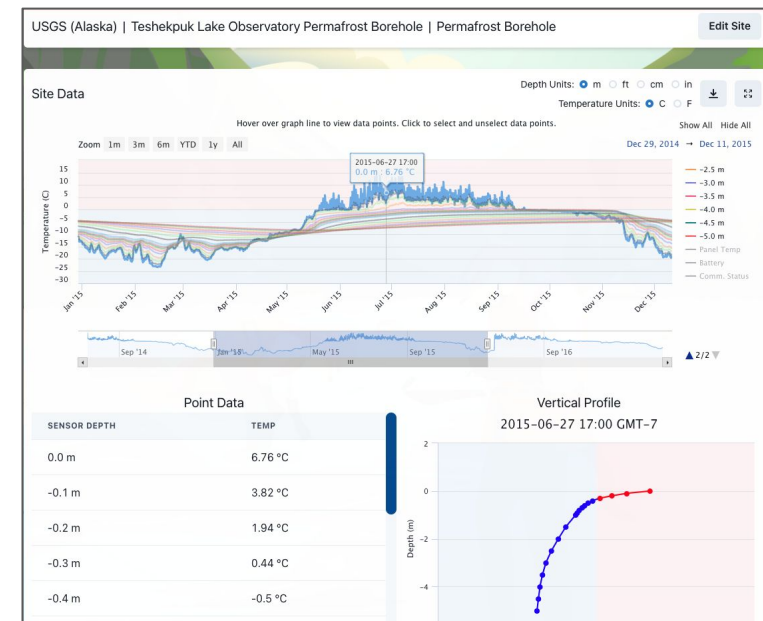 USGS (Alaska) | Teshekpuk Lake Observatory Permafrost Borehole | Permafrost Borehole
Edit Site
Site Data
Depth Units: m ft cm in
Temperature Units: C F
Hover over graph line to view data points. Click to select and unselect data points.
Show All Hide All
Zoom 1m 3m 6m YTD 1y All
Dec 29, 2014 → Dec 11, 2015
2015-06-27 17:00
0.0 m : 6.76 °C
Temperature (C)
15
10
5
0
-5
-10
-15
-20
-25
-30
Jan '15 Feb '15 Mar '15 Apr '15 May '15 Jun '15 Jul '15 Aug '15 Sep '15 Oct '15 Nov '15 Dec '15
-2.5 m
-3.0 m
-3.5 m
-4.0 m
-4.5 m
-5.0 m
Panel Temp
Battery
Comm. Status
Sep '14 Jan '15 May '15 Sep '15 Sep '16
2/2
Point Data
SENSOR DEPTH TEMP
0.0 m 6.76 °C
-0.1 m 3.82 °C
-0.2 m 1.94 °C
-0.3 m 0.44 °C
-0.4 m -0.5 °C
Vertical Profile
2015-06-27 17:00 GMT-7
Depth (m)
2
0
-2
-4